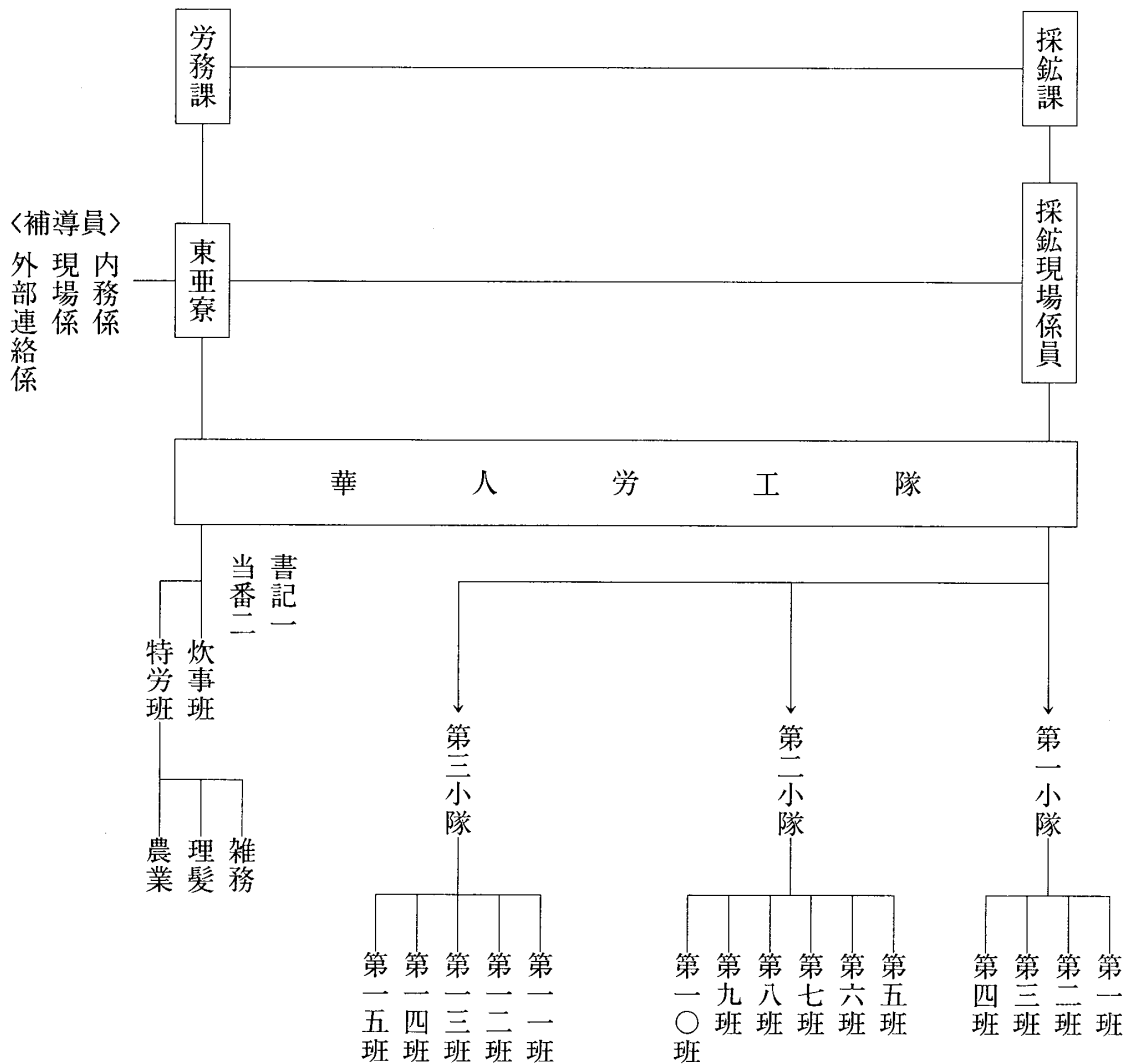 採鉱課
労務課
採鉱現場係員
東亜寮
〈補導員〉
内務係
現場係
外部連絡係
華人労工隊
書記一
当番二
炊事班
特労班
雑務
理髪
農業
第一小隊
第二小隊
第三小隊
第一班
第二班
第三班
第四班
第五班
第六班
第七班
第八班
第九班
第一〇班
第一一班
第一二班
第一三班
第一四班
第一五班